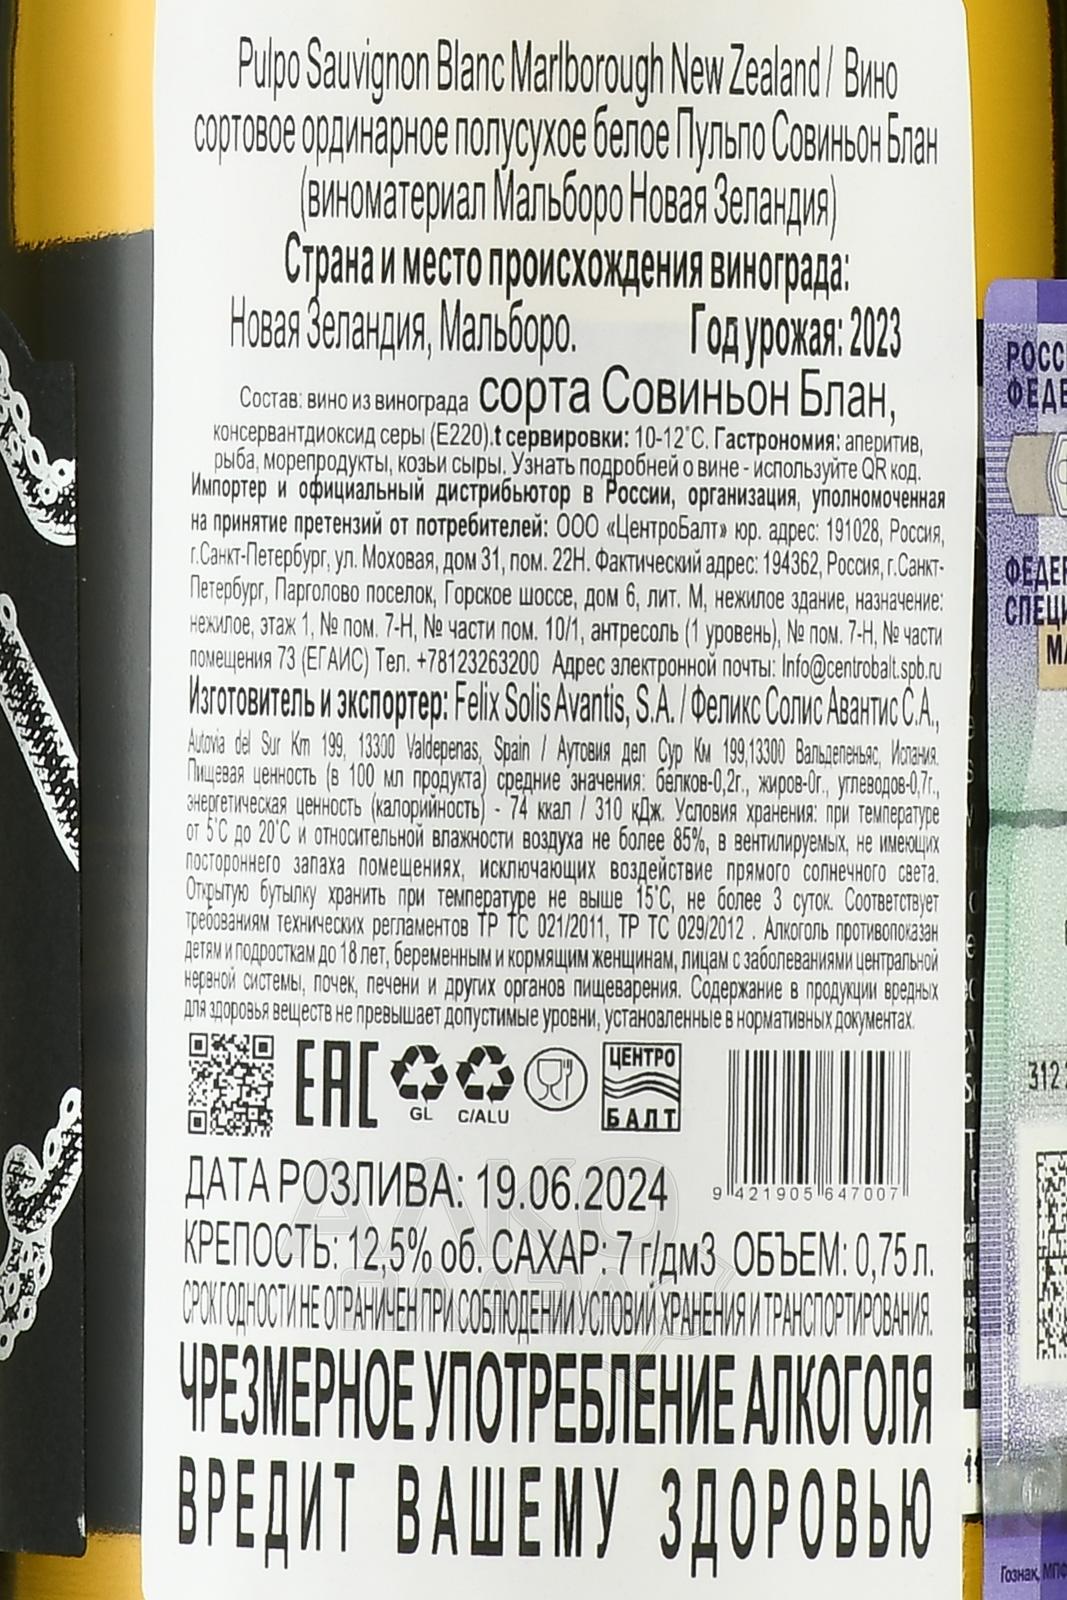 Pulpo Sauvignon Blanc Marlborough New Zealand / Вино
сортовое ординарное полусухое белое Пульпо Совиньон Блан
(виноматериал Мальборо Новая Зеландия)
Страна и место происхождения винограда:
Новая Зеландия, Мальборо. Год урожая: 2023
Состав: вино из винограда сорта Совиньон Блан,
консервантдиоксид серы (Е220).t сервировки: 10-12°С. Гастрономия: аперитив,
рыба, морепродукты, козьи сыры. Узнать подробней о вине - используйте QR код.
Импортер и официальный дистрибьютор в России, организация, уполномоченная
на принятие претензий от потребителей: ООО «ЦентроБалт» юр. адрес: 191028, Россия,
г.Санкт-Петербург, ул. Моховая, дом 31, пом. 22Н. Фактический адрес: 194362, Россия, г.Санкт-
Петербург, Парголово поселок, Горское шоссе, дом 6, лит. М, нежилое здание, назначение:
нежилое, этаж 1, № пом. 7-Н, № части пом. 10/1, антресоль (1 уровень), № пом. 7-Н, № части
помещения 73 (ЕГАИС) Тел. +78123263200 Адрес электронной почты: Info@centrobalt.spb.ru
Изготовитель и экспортер: Felix Solis Avantis, S.A. / Феликс Солис Авантис С.А.,
Autovia del Sur Km 199, 13300 Valdepenas, Spain / Аутовия дел Сур Км 199,13300 Вальдепеньяс, Испания.
Пищевая ценность (в 100 мл продукта) средние значения: белков-0,2г., жиров-0г., углеводов-0,7г.,
энергетическая ценность (калорийность) - 74 ккал / 310 кДж. Условия хранения: при температуре
от 5°С до 20°С и относительной влажности воздуха не более 85%, в вентилируемых, не имеющих
постороннего запаха помещениях, исключающих воздействие прямого солнечного света.
Открытую бутылку хранить при температуре не выше 15°С, не более 3 суток. Соответствует
требованиям технических регламентов ТР ТС 021/2011, ТР ТС 029/2012 . Алкоголь противопоказан
детям и подросткам до 18 лет, беременным и кормящим женщинам, лицам с заболеваниями центральной
нервной системы, почек, печени и других органов пищеварения. Содержание в продукции вредных
для здоровья веществ не превышает допустимые уровни, установленные в нормативных документах.
ЕАС GL C/ALU ЦЕНТРО
БАЛТ
9 421905 647007
ДАТА РОЗЛИВА: 19.06.2024
КРЕПОСТЬ: 12,5% об. САХАР: 7 г/дм3 ОБЪЕМ: 0,75 л.
СРОК ГОДНОСТИ НЕ ОГРАНИЧЕН ПРИ СОБЛЮДЕНИИ УСЛОВИЙ ХРАНЕНИЯ И ТРАНСПОРТИРОВАНИЯ.
ЧРЕЗМЕРНОЕ УПОТРЕБЛЕНИЕ АЛКОГОЛЯ
ВРЕДИТ ВАШЕМУ ЗДОРОВЬЮ
312
Гознак, МПФ